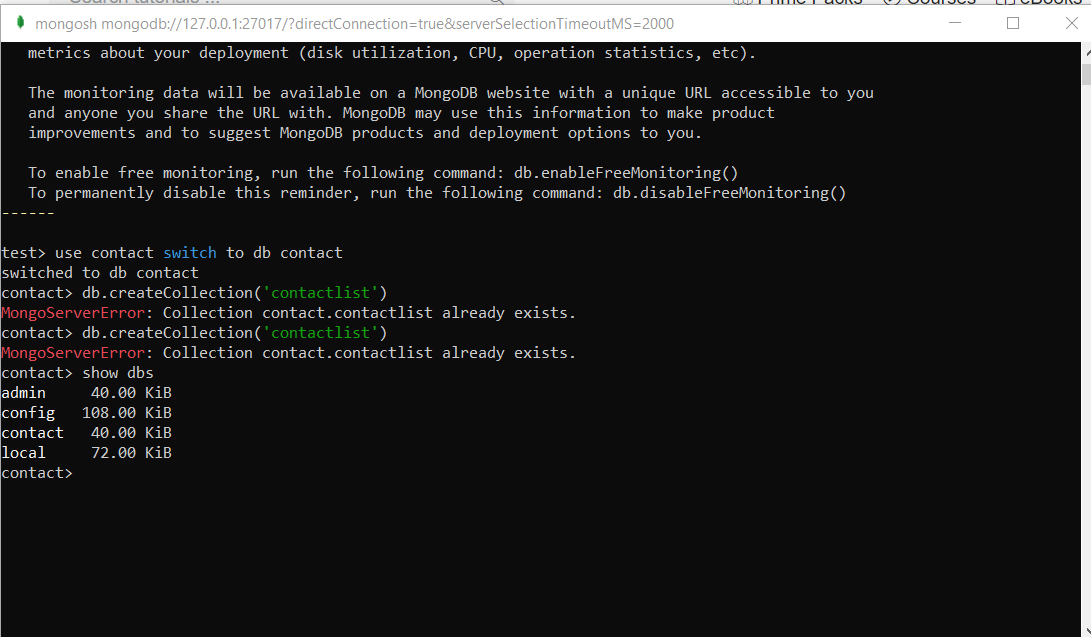 Search tutorials ...
Prime Packs
Courses
eBooks
mongosh mongodb://127.0.0.1:27017/?directConnection=true&serverSelectionTimeoutMS=2000
metrics about your deployment (disk utilization, CPU, operation statistics, etc).
The monitoring data will be available on a MongoDB website with a unique URL accessible to you
and anyone you share the URL with. MongoDB may use this information to make product
improvements and to suggest MongoDB products and deployment options to you.
To enable free monitoring, run the following command: db.enableFreeMonitoring()
To permanently disable this reminder, run the following command: db.disableFreeMonitoring()
------
test> use contact switch to db contact
switched to db contact
contact> db.createCollection('contactlist')
MongoServerError: Collection contact.contactlist already exists.
contact> db.createCollection('contactlist')
MongoServerError: Collection contact.contactlist already exists.
contact> show dbs
admin 40.00 KiB
config 108.00 KiB
contact 40.00 KiB
local 72.00 KiB
contact>